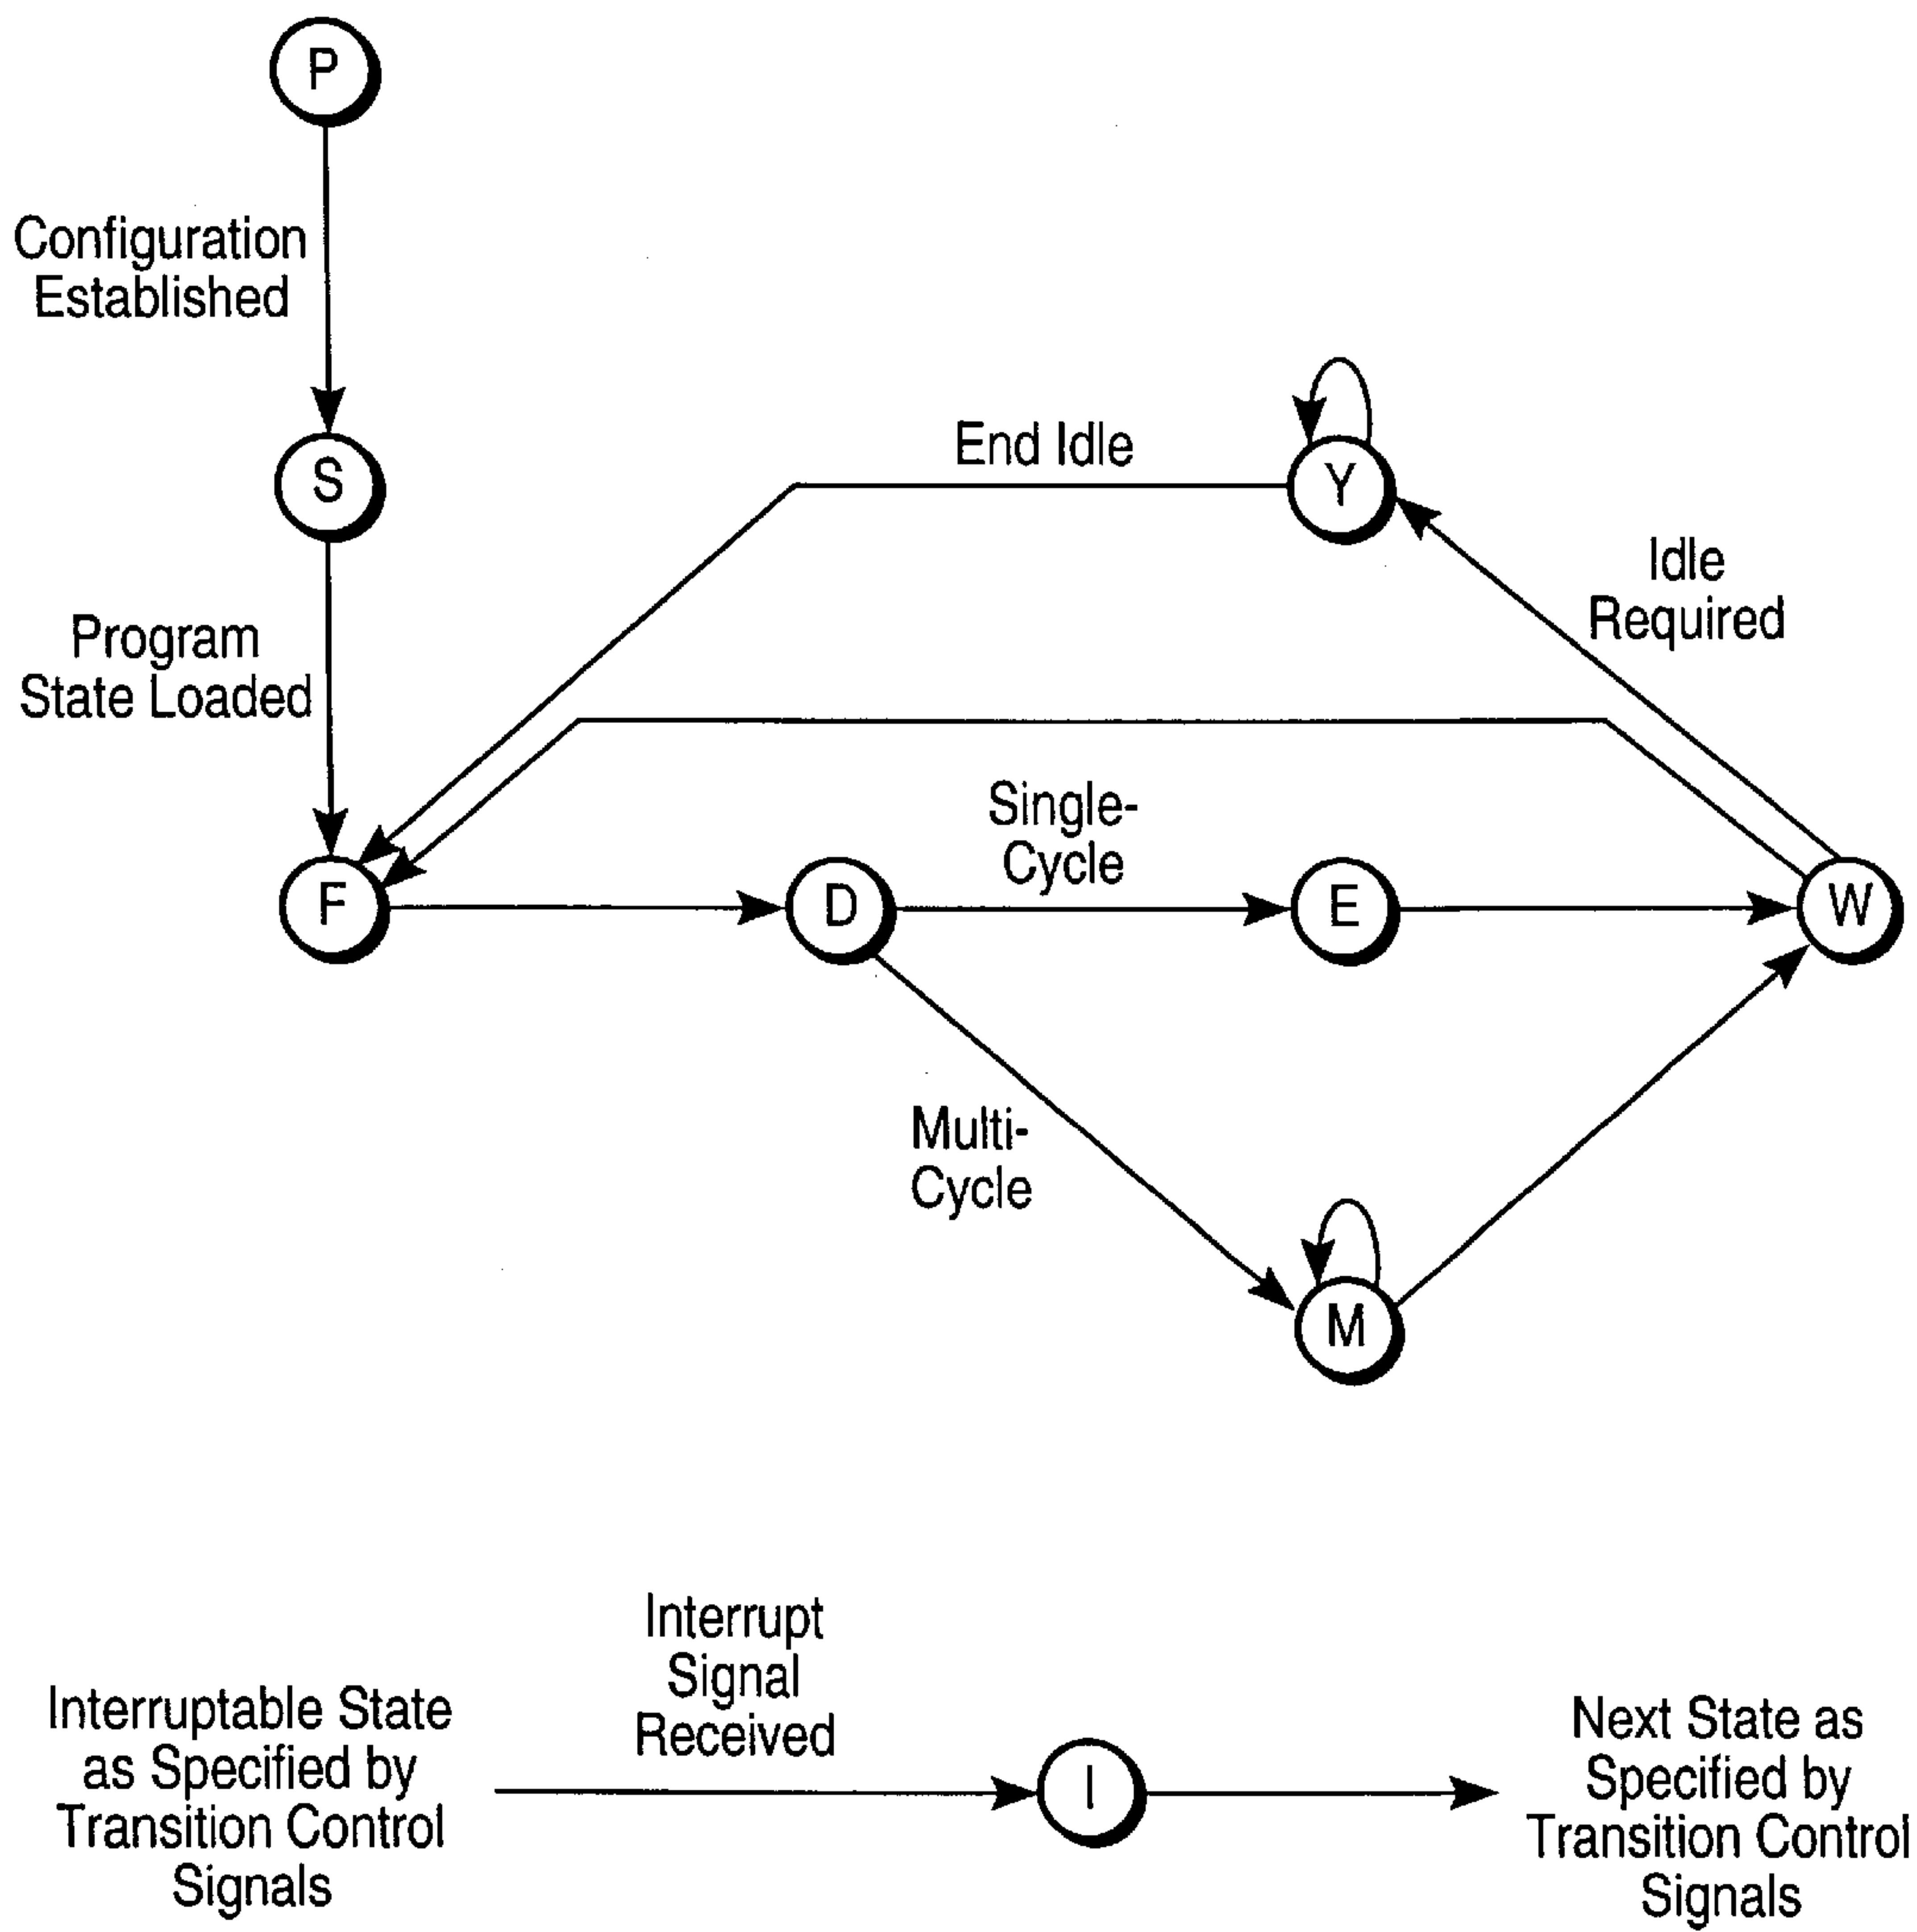 P
Configuration
Established
S
End Idle
Y
Idle
Required
Program
State Loaded
Single-
Cycle
F
D
E
W
Multi-
Cycle
M
Interrupt
Signal
Received
Interruptable State
as Specified by
Transition Control
Signals
I
Next State as
Specified by
Transition Control
Signals